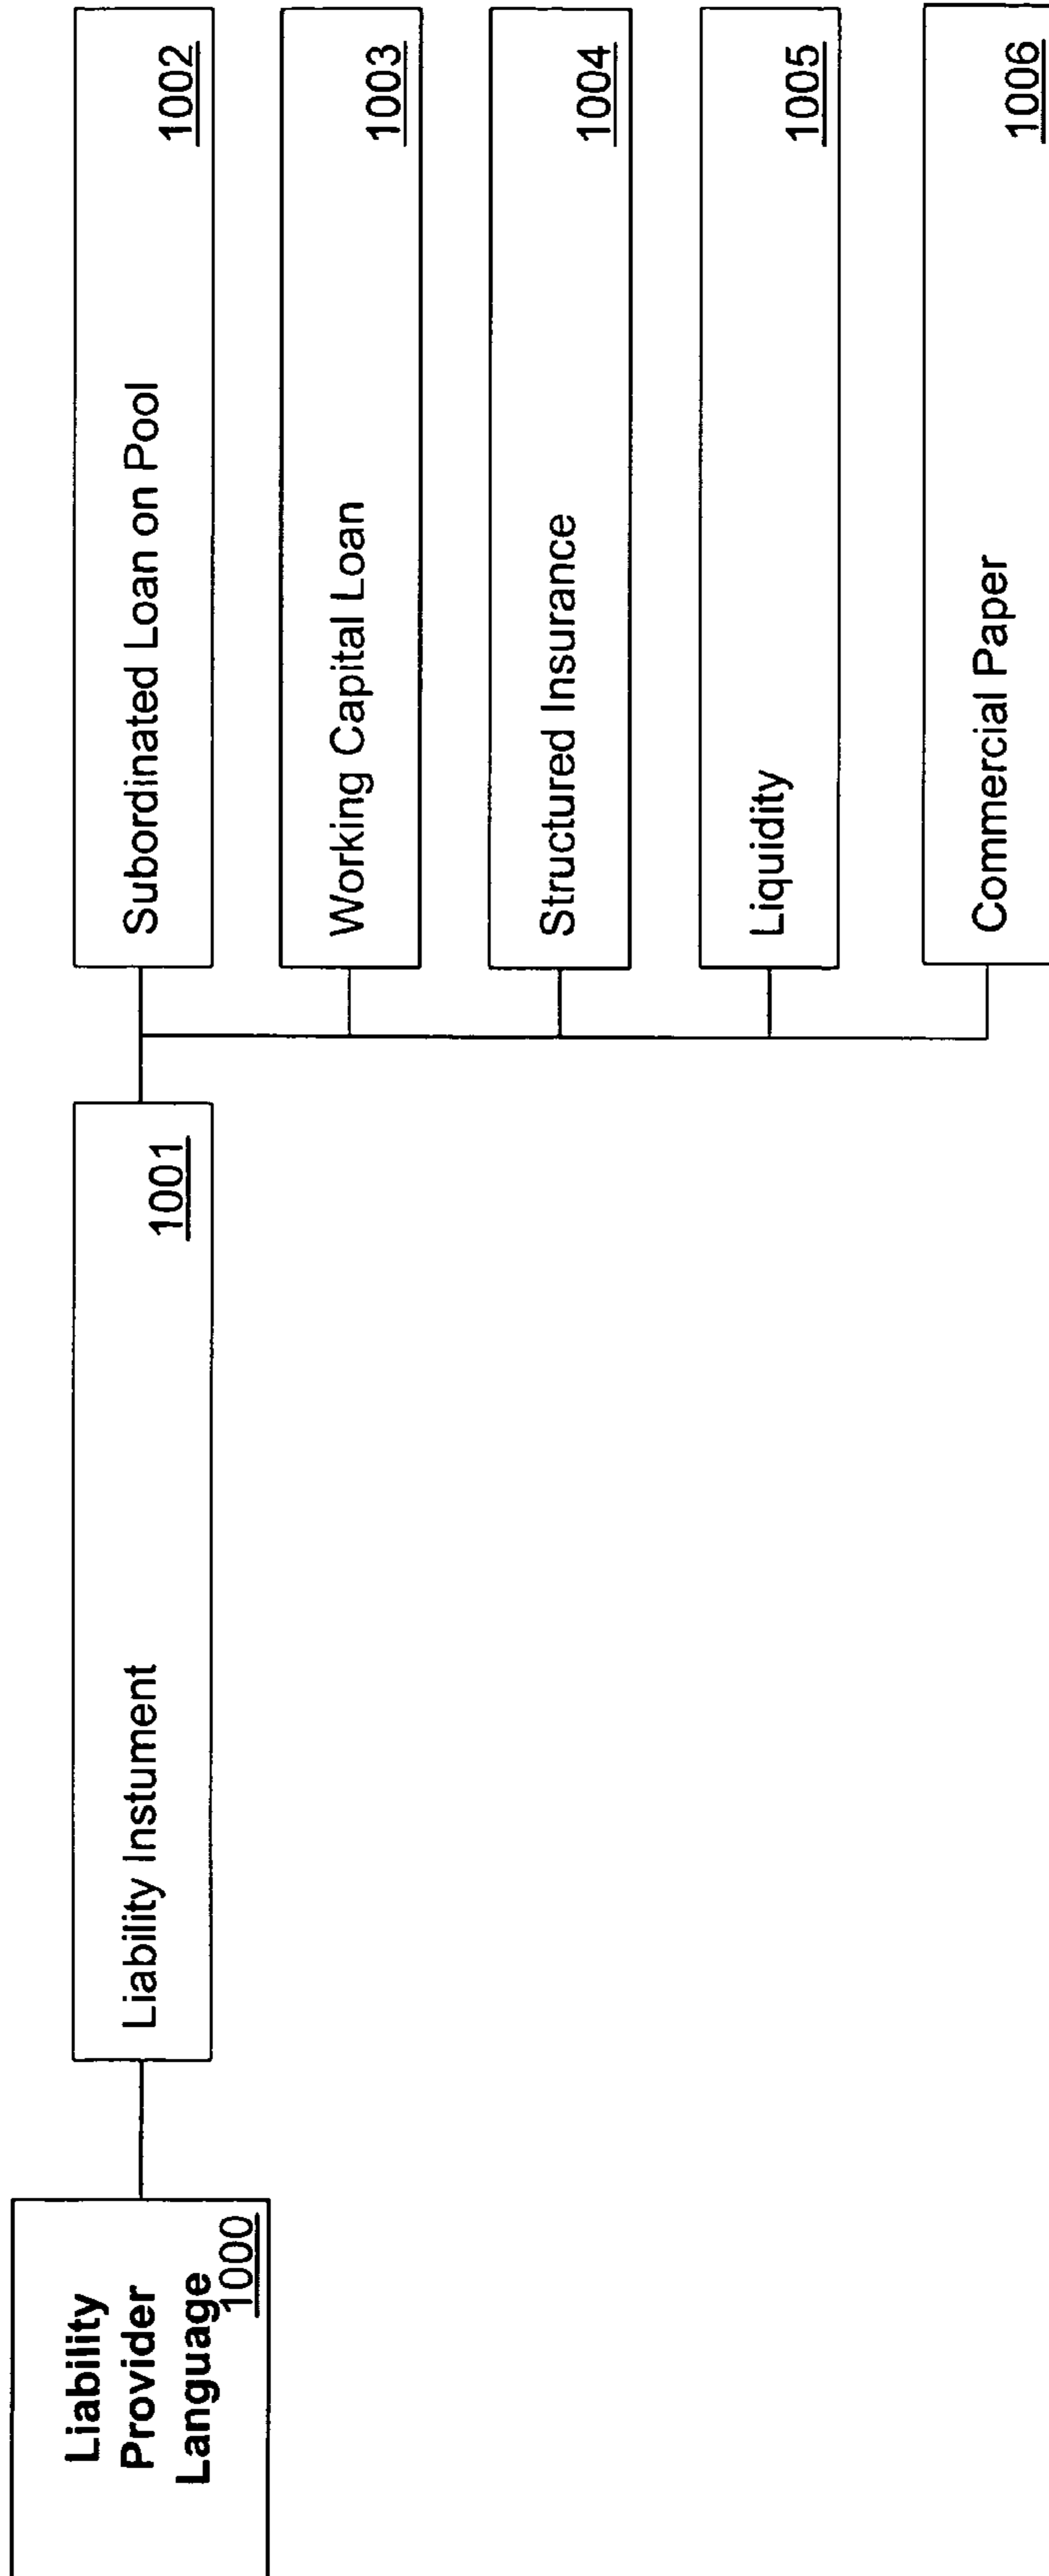 Liability
Provider
Language
1000
Liability Instument
1001
Subordinated Loan on Pool
1002
Working Capital Loan
1003
Structured Insurance
1004
Liquidity
1005
Commercial Paper
1006